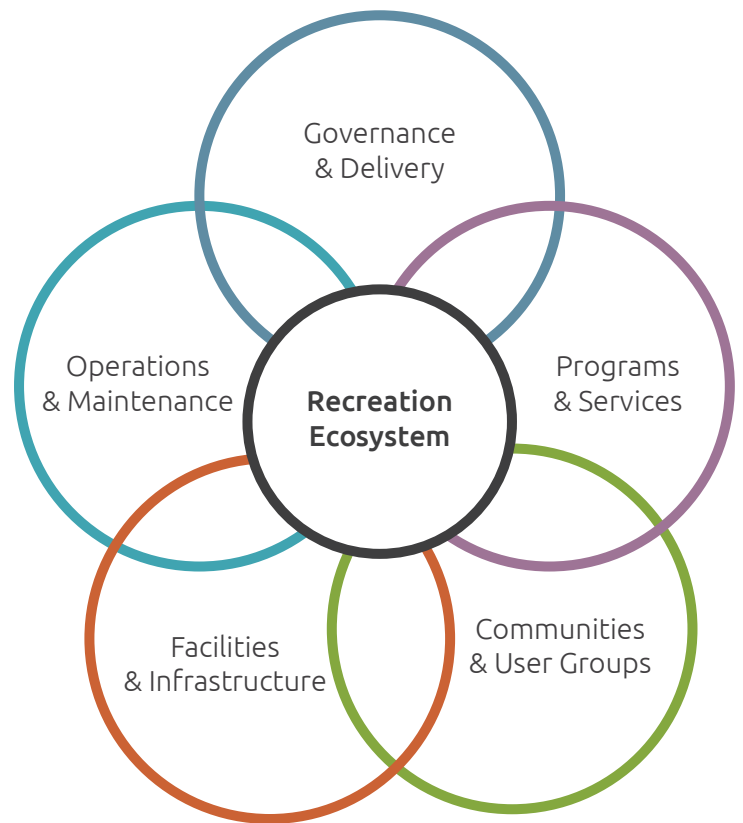 Governance
& Delivery
Operations
& Maintenance
Programs
& Services
Recreation
Ecosystem
Facilities
& Infrastructure
Communities
& User Groups